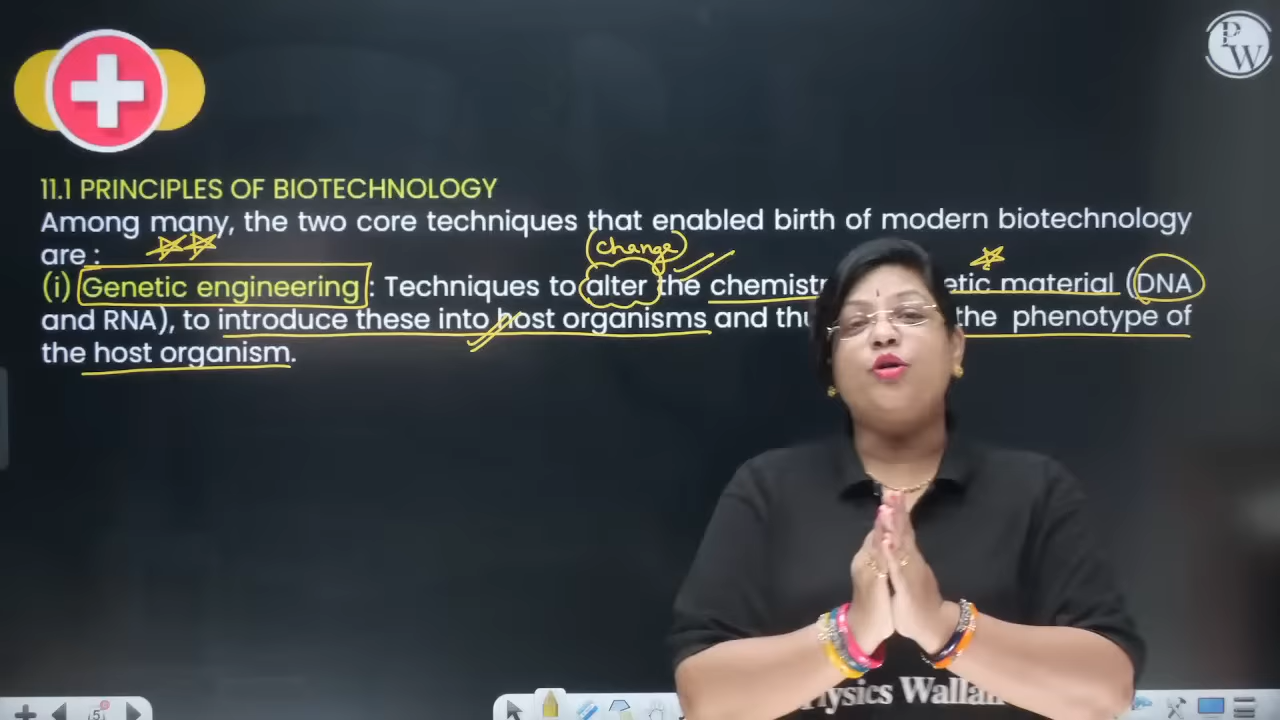 PW
11.1 PRINCIPLES OF BIOTECHNOLOGY
Among many, the two core techniques that enabled birth of modern biotechnology
are :
(change)
(i) Genetic engineering : Techniques to alter the chemistr etic material (DNA
and RNA), to introduce these into host organisms and thu the phenotype of
the host organism.
hysics Walla
5